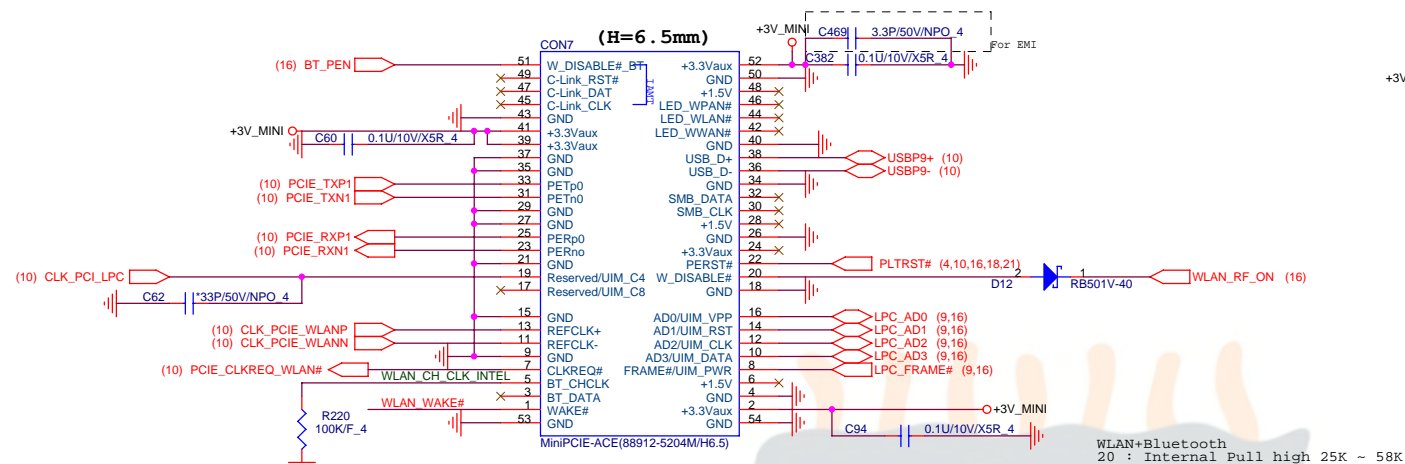 (H=6.5mm)
CON7
+3V_MINI
C469 3.3P/50V/NPO_4
For EMI
C382 0.1U/10V/X5R_4
+3V
(16) BT_PEN 51 W_DISABLE#_BT
49 C-Link_RST#
47 C-Link_DAT
45 C-Link_CLK
43 GND
41 +3.3Vaux
39 +3.3Vaux
+3V_MINI
C60 0.1U/10V/X5R_4
37 GND
35 GND
(10) PCIE_TXP1 33 PETp0
(10) PCIE_TXN1 31 PETn0
29 GND
27 GND
(10) PCIE_RXP1 25 PERp0
(10) PCIE_RXN1 23 PERno
21 GND
(10) CLK_PCI_LPC 19 Reserved/UIM_C4
17 Reserved/UIM_C8
C62 *33P/50V/NPO_4
15 GND
(10) CLK_PCIE_WLANP 13 REFCLK+
(10) CLK_PCIE_WLANN 11 REFCLK-
9 GND
(10) PCIE_CLKREQ_WLAN# 7 CLKREQ#
WLAN_CH_CLK_INTEL 5 BT_CHCLK
3 BT_DATA
WLAN_WAKE# 1 WAKE#
53 GND
R220
100K/F_4
+3.3Vaux 52
GND 50
+1.5V 48
LED_WPAN# 46
LED_WLAN# 44
LED_WWAN# 42
GND 40
USB_D+ 38 USBP9+ (10)
USB_D- 36 USBP9- (10)
GND 34
SMB_DATA 32
SMB_CLK 30
+1.5V 28
GND 26
+3.3Vaux 24
PERST# 22 PLTRST# (4,10,16,18,21)
W_DISABLE# 20 2 D12 1 RB501V-40 WLAN_RF_ON (16)
GND 18
AD0/UIM_VPP 16 LPC_AD0 (9,16)
AD1/UIM_RST 14 LPC_AD1 (9,16)
AD2/UIM_CLK 12 LPC_AD2 (9,16)
AD3/UIM_DATA 10 LPC_AD3 (9,16)
FRAME#/UIM_PWR 8 LPC_FRAME# (9,16)
+1.5V 6
GND 4
+3.3Vaux 2 +3V_MINI
GND 54
C94 0.1U/10V/X5R_4
MiniPCIE-ACE(88912-5204M/H6.5)
WLAN+Bluetooth
20 : Internal Pull high 25K ~ 58K